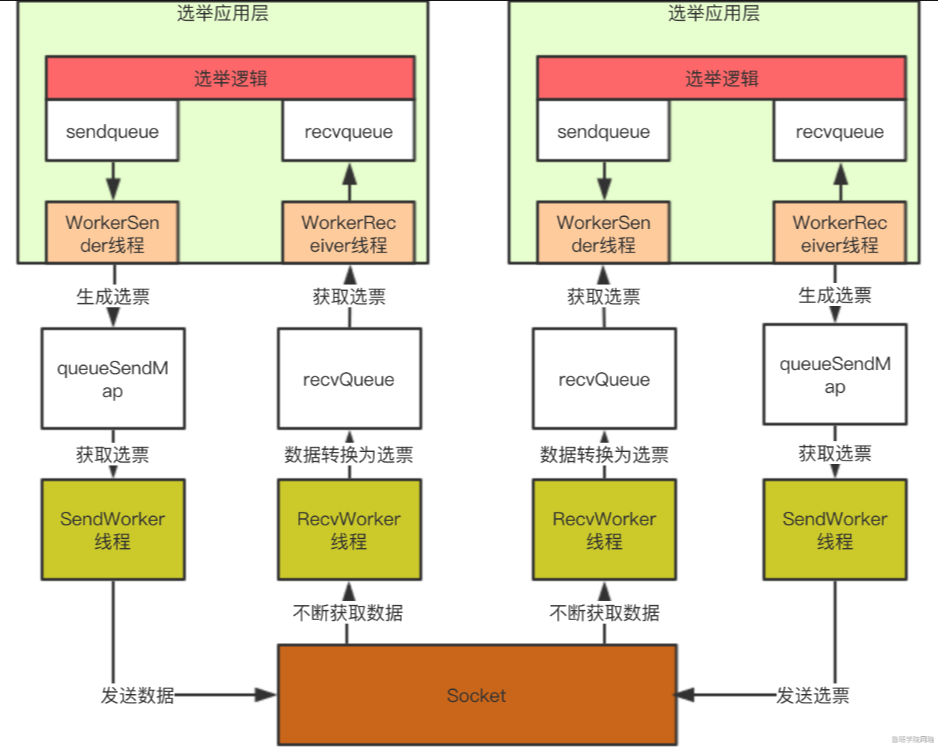 选举应用层
选举应用层
选举逻辑
选举逻辑
sendqueue
recvqueue
sendqueue
recvqueue
WorkerSen
der线程
WorkerRec
eiver线程
WorkerSen
der线程
WorkerRec
eiver线程
生成选票
获取选票
获取选票
生成选票
queueSendM
ap
recvQueue
recvQueue
queueSendM
ap
获取选票
数据转换为选票
数据转换为选票
获取选票
SendWorker
线程
RecvWorker
线程
RecvWorker
线程
SendWorker
线程
不断获取数据
不断获取数据
发送数据
Socket
发送选票